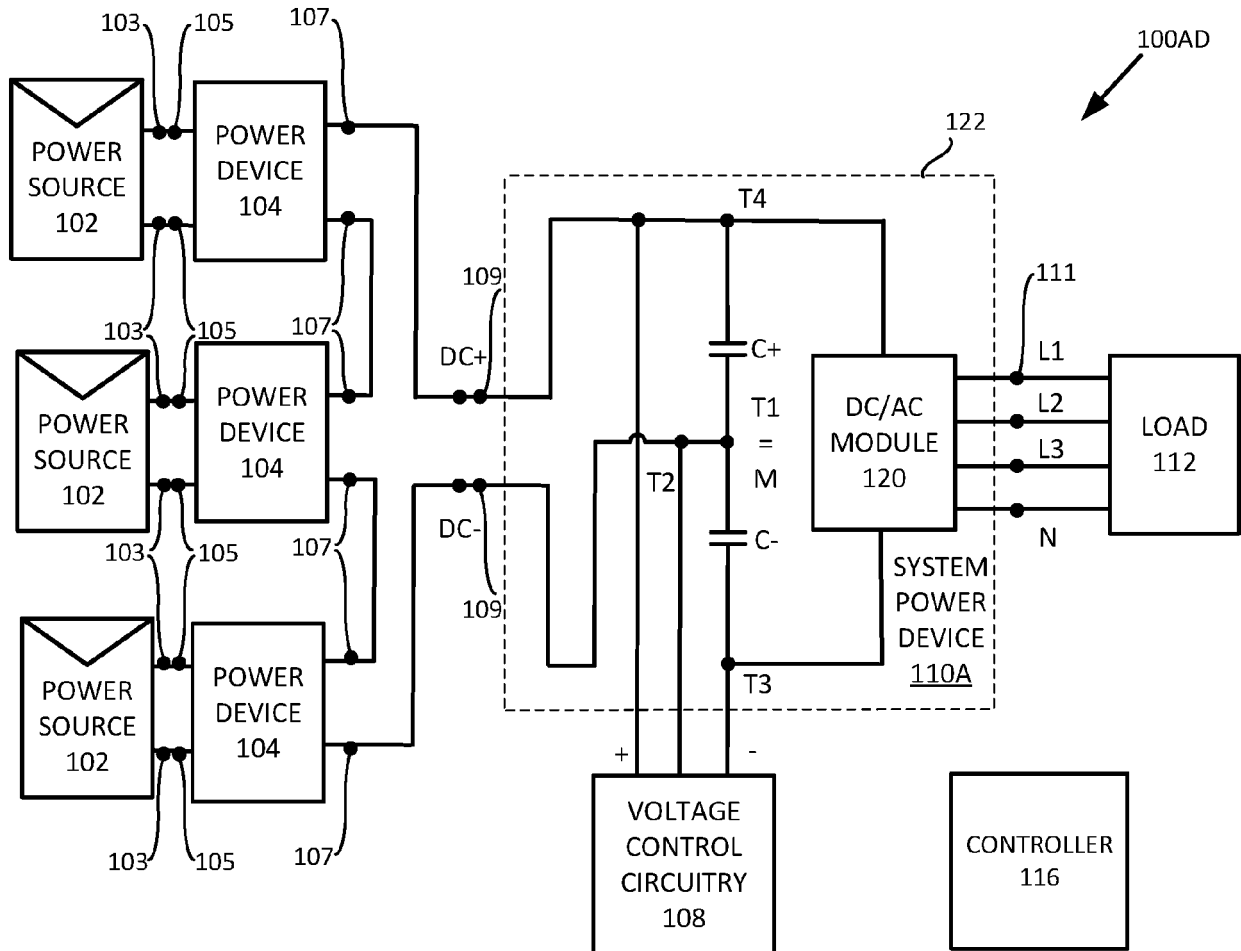 103
105
107
100AD
122
POWER
SOURCE
102
POWER
DEVICE
104
T4
109
111
103
105
107
DC+
C+
L1
L2
L3
N
T1
=
M
T2
DC/AC
MODULE
120
LOAD
112
POWER
SOURCE
102
POWER
DEVICE
104
DC-
C-
SYSTEM
POWER
DEVICE
110A
109
103
105
107
T3
POWER
SOURCE
102
POWER
DEVICE
104
+
-
103
105
107
VOLTAGE
CONTROL
CIRCUITRY
108
CONTROLLER
116